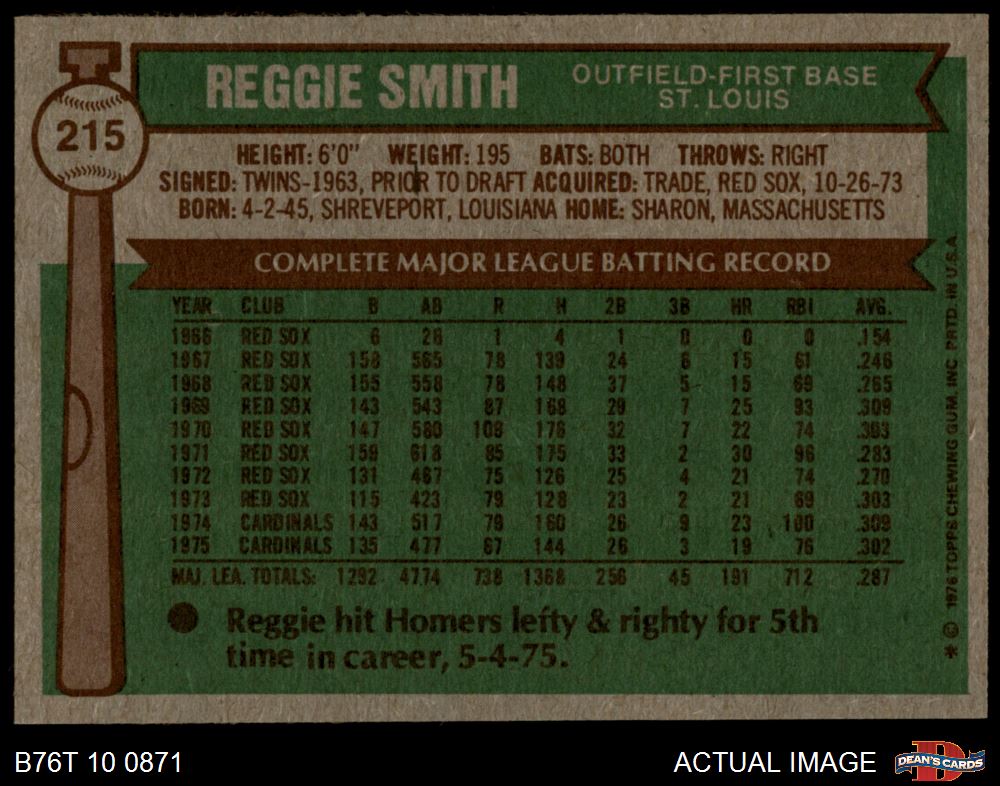 REGGIE SMITH OUTFIELD-FIRST BASE
ST. LOUIS
215
HEIGHT: 6'0" WEIGHT: 195 BATS: BOTH THROWS: RIGHT
SIGNED: TWINS-1963, PRIOR TO DRAFT ACQUIRED: TRADE, RED SOX, 10-26-73
BORN: 4-2-45, SHREVEPORT, LOUISIANA HOME: SHARON, MASSACHUSETTS
COMPLETE MAJOR LEAGUE BATTING RECORD
YEAR CLUB G AB R H 2B 3B HR RBI AVG.
1966 RED SOX 6 26 1 4 1 0 0 0 .154
1967 RED SOX 158 565 78 139 24 6 15 61 .246
1968 RED SOX 155 558 78 148 37 5 15 69 .265
1969 RED SOX 143 543 87 168 29 7 25 93 .309
1970 RED SOX 147 580 109 176 32 7 22 74 .303
1971 RED SOX 159 618 85 175 33 2 30 96 .283
1972 RED SOX 131 467 75 126 25 4 21 74 .270
1973 RED SOX 115 423 79 128 23 2 21 69 .303
1974 CARDINALS 143 517 79 160 26 9 23 100 .309
1975 CARDINALS 135 477 67 144 26 3 19 76 .302
MAJ. LEA. TOTALS: 1292 4774 738 1368 256 45 191 712 .287
● Reggie hit Homers lefty & righty for 5th
time in career, 5-4-75.
* © 1976 TOPPS CHEWING GUM, INC PRTD. IN U.S.A.
B76T 10 0871
ACTUAL IMAGE
D
DEAN'S CARDS